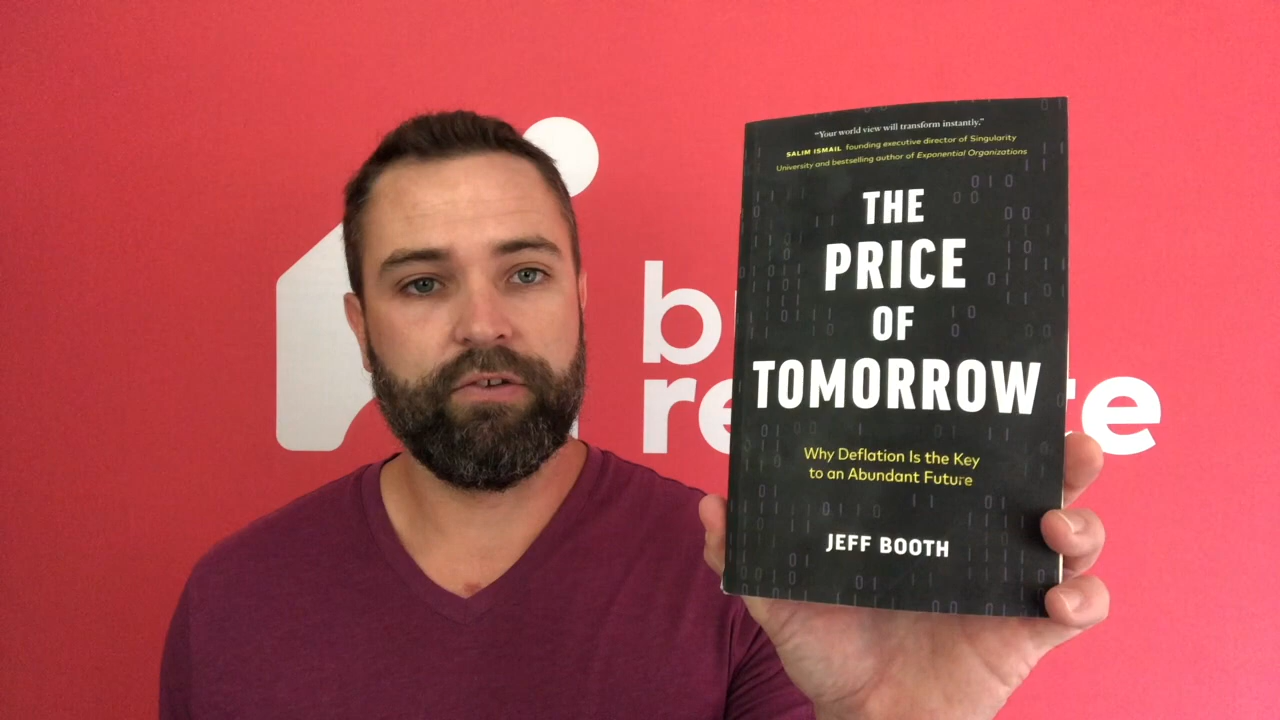 "Your world view will transform instantly."
SALIM ISMAIL founding executive director of Singularity
University and bestselling author of Exponential Organizations
THE
PRICE
OF
TOMORROW
Why Deflation Is the Key
to an Abundant Future
JEFF BOOTH